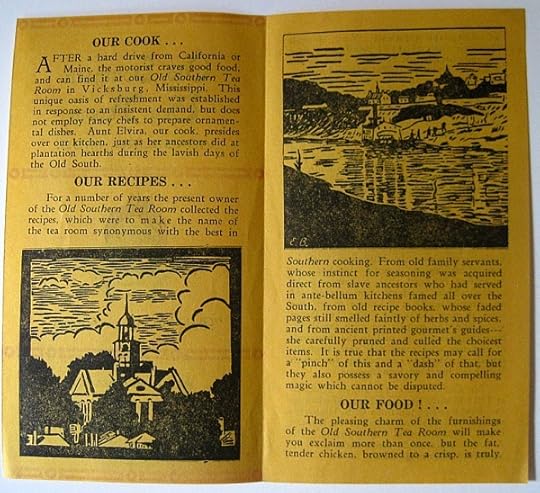 OUR COOK . . .
AFTER a hard drive from California or
Maine, the motorist craves good food,
and can find it at our Old Southern Tea
Room in Vicksburg, Mississippi. This
unique oasis of refreshment was established
in response to an insistent demand, but does
not employ fancy chefs to prepare ornamen-
tal dishes. Aunt Elvira, our cook, presides
over our kitchen, just as her ancestors did at
plantation hearths during the lavish days of
the Old South.
OUR RECIPES . . .
For a number of years the present owner
of the Old Southern Tea Room collected the
recipes, which were to make the name of
the tea room synonymous with the best in
E. B.
Southern cooking. From old family servants,
whose instinct for seasoning was acquired
direct from slave ancestors who had served
in ante-bellum kitchens famed all over the
South, from old recipe books, whose faded
pages still smelled faintly of herbs and spices,
and from ancient printed gourmet's guides—
she carefully pruned and culled the choicest
items. It is true that the recipes may call for
a "pinch" of this and a "dash" of that, but
they also possess a savory and compelling
magic which cannot be disputed.
OUR FOOD ! . . .
The pleasing charm of the furnishings
of the Old Southern Tea Room will make
you exclaim more than once, but the fat,
tender chicken, browned to a crisp, is truly,